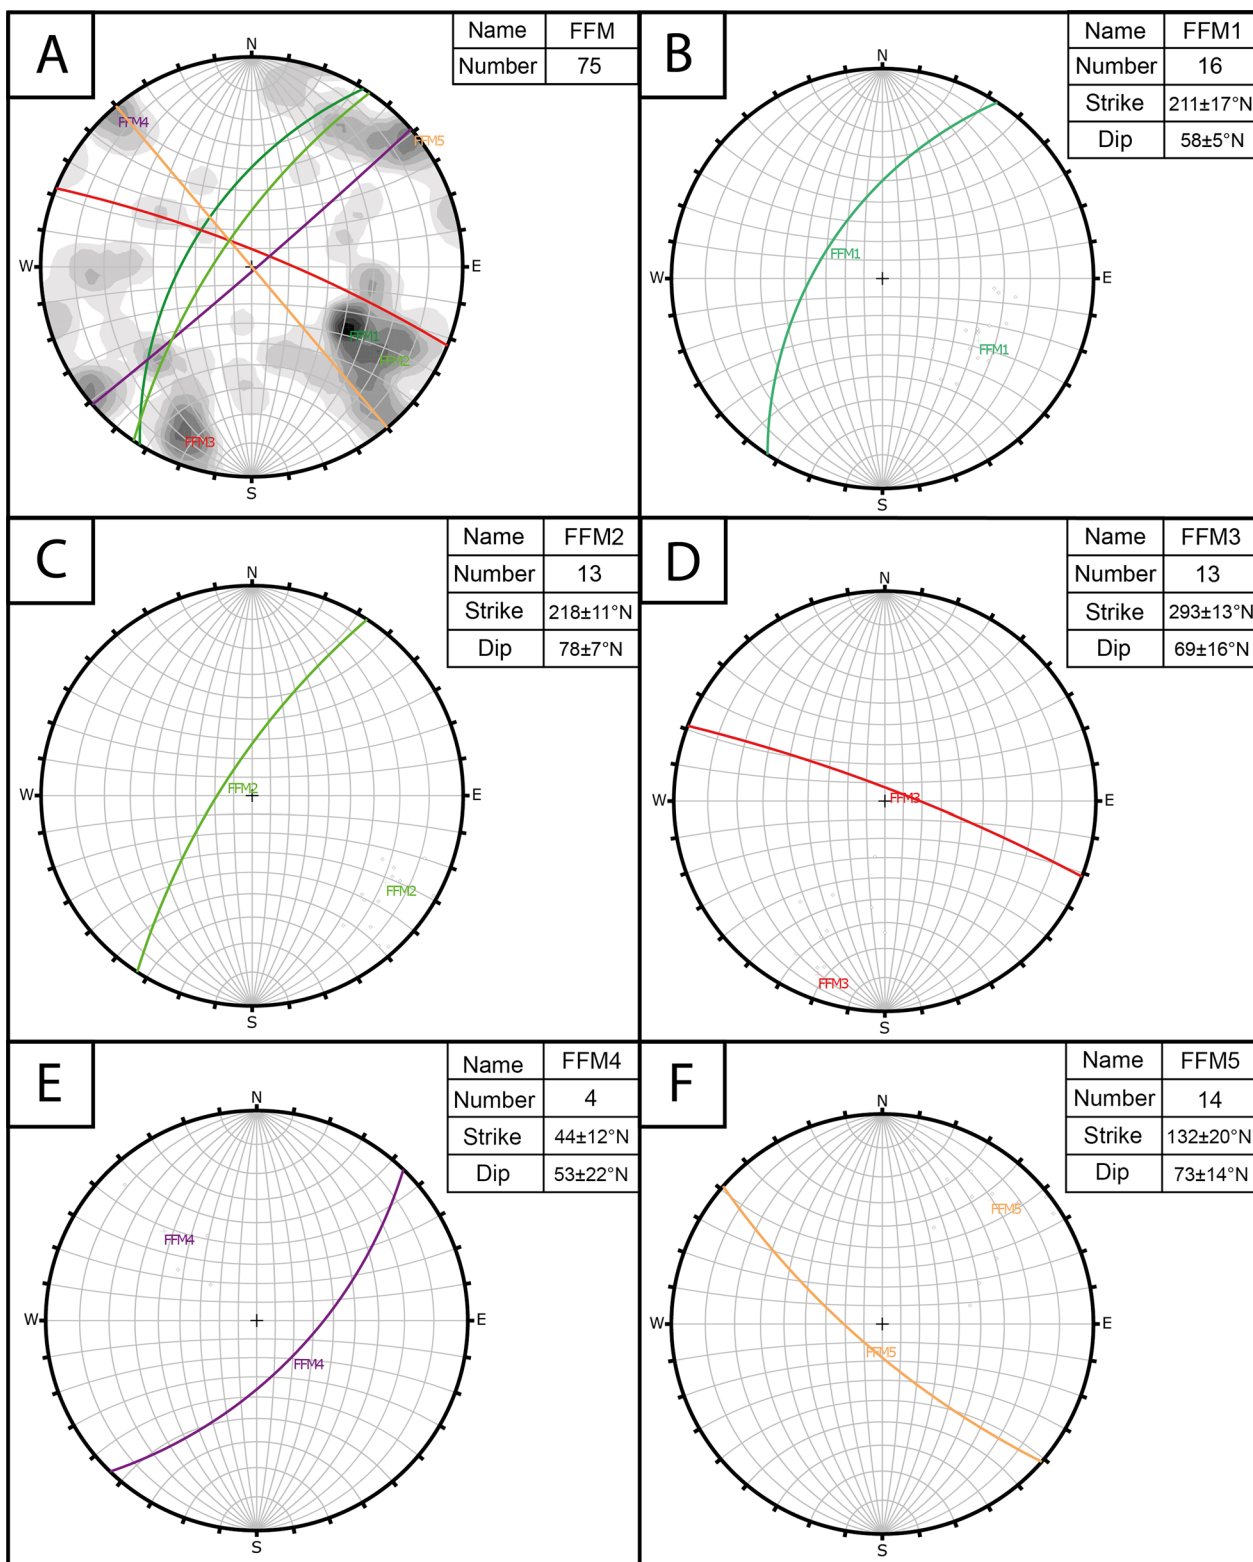 A
Name FFM
Number 75
N
FFM4
FFM5
W
E
FFM1
FFM2
FFM3
S
B
Name FFM1
Number 16
Strike 211±17°N
Dip 58±5°N
N
FFM1
W
E
FFM1
S
C
Name FFM2
Number 13
Strike 218±11°N
Dip 78±7°N
N
FFM2
W
E
FFM2
S
D
Name FFM3
Number 13
Strike 293±13°N
Dip 69±16°N
N
W
FFM3
E
FFM3
S
E
Name FFM4
Number 4
Strike 44±12°N
Dip 53±22°N
N
FFM4
W
E
FFM4
S
F
Name FFM5
Number 14
Strike 132±20°N
Dip 73±14°N
N
FFM5
W
E
FFM5
S